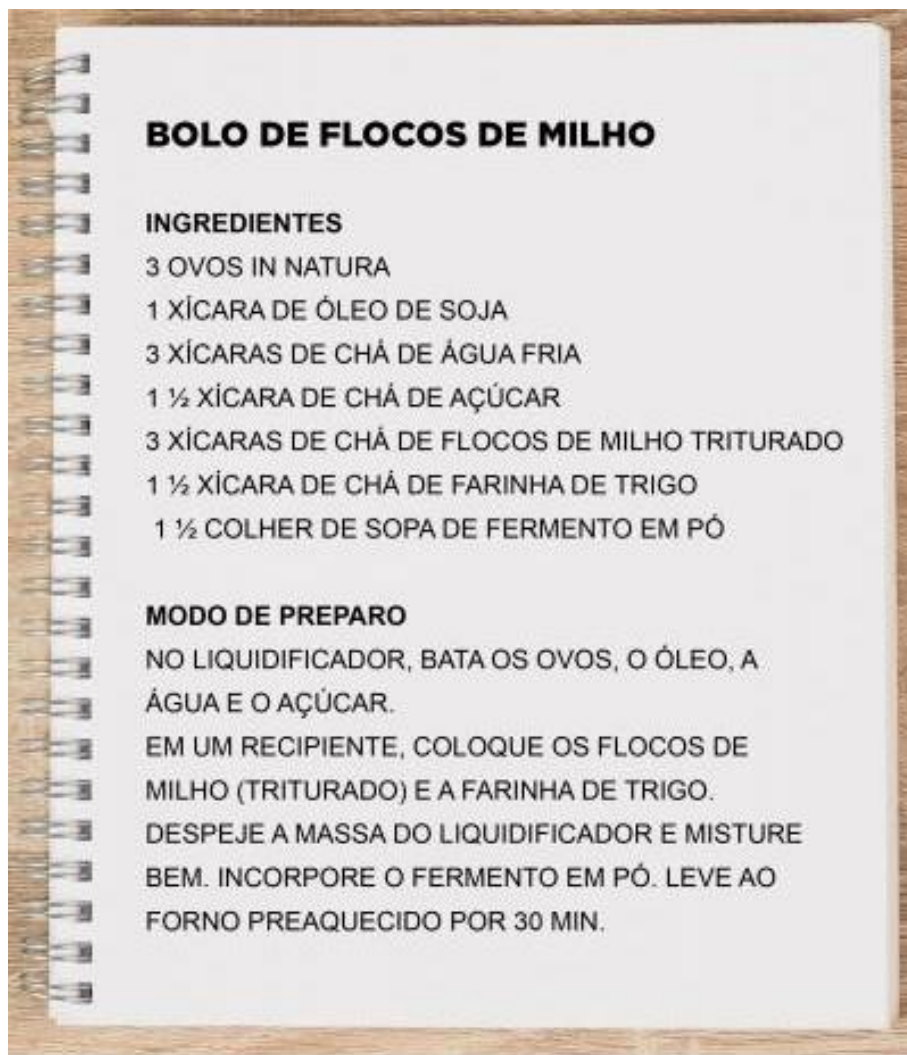 BOLO DE FLOCOS DE MILHO
INGREDIENTES
3 OVOS IN NATURA
1 XÍCARA DE ÓLEO DE SOJA
3 XÍCARAS DE CHÁ DE ÁGUA FRIA
1 ½ XÍCARA DE CHÁ DE AÇÚCAR
3 XÍCARAS DE CHÁ DE FLOCOS DE MILHO TRITURADO
1 ½ XÍCARA DE CHÁ DE FARINHA DE TRIGO
1 ½ COLHER DE SOPA DE FERMENTO EM PÓ
MODO DE PREPARO
NO LIQUIDIFICADOR, BATA OS OVOS, O ÓLEO, A
ÁGUA E O AÇÚCAR.
EM UM RECIPIENTE, COLOQUE OS FLOCOS DE
MILHO (TRITURADO) E A FARINHA DE TRIGO.
DESPEJE A MASSA DO LIQUIDIFICADOR E MISTURE
BEM. INCORPORE O FERMENTO EM PÓ. LEVE AO
FORNO PREAQUECIDO POR 30 MIN.